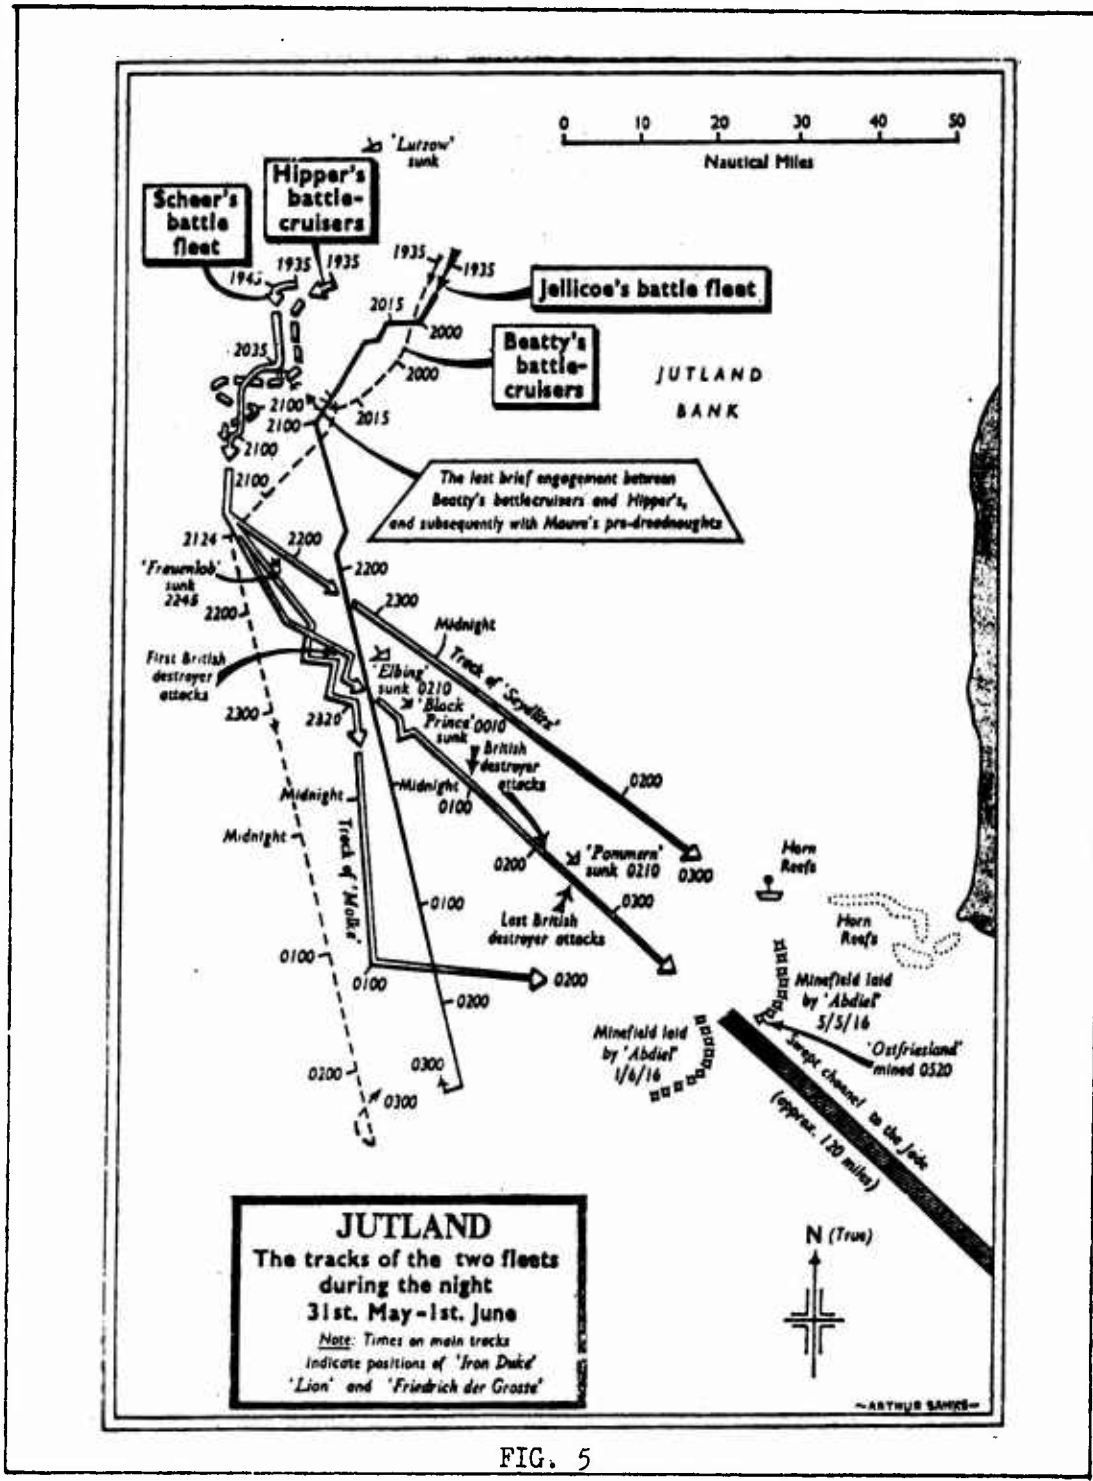 0 10 20 30 40 50
Nautical Miles
'Lutzow'
sunk
Hipper's
battle-
cruisers
Scheer's
battle
fleet
1945
1935
1935
1935
1935
Jellicoe's battle fleet
2015
2000
Beatty's
battle-
cruisers
2035
2000
JUTLAND
BANK
2100
2100
2015
2100
2100
The last brief engagement between
Beatty's battlecruisers and Hipper's,
and subsequently with Mauve's pre-dreadnoughts
2124
2200
'Frauenlob'
sunk
2245
2200
2200
2300
Midnight
First British
destroyer
attacks
Track of 'Seydlitz'
'Elbing'
sunk 0210
'Black
Prince' 0010
sunk
2300
2320
British
destroyer
attacks
Midnight
Midnight
0100
0200
Midnight
Track of 'Moltke'
0200
'Pommern'
sunk 0210
0300
Horn
Reefs
0100
0300
Last British
destroyer attacks
Horn
Reefs
0100
0100
0200
0200
Minefield laid
by 'Abdiel'
5/5/16
Minefield laid
by 'Abdiel'
1/6/16
'Ostfriesland'
mined 0520
Swept channel to the Jade
(approx. 120 miles)
0200
0300
0300
JUTLAND
The tracks of the two fleets
during the night
31st. May-1st. June
Note: Times on main tracks
indicate positions of 'Iron Duke'
'Lion' and 'Friedrich der Grosse'
N (True)
~ARTHUR BANKS~
FIG. 5